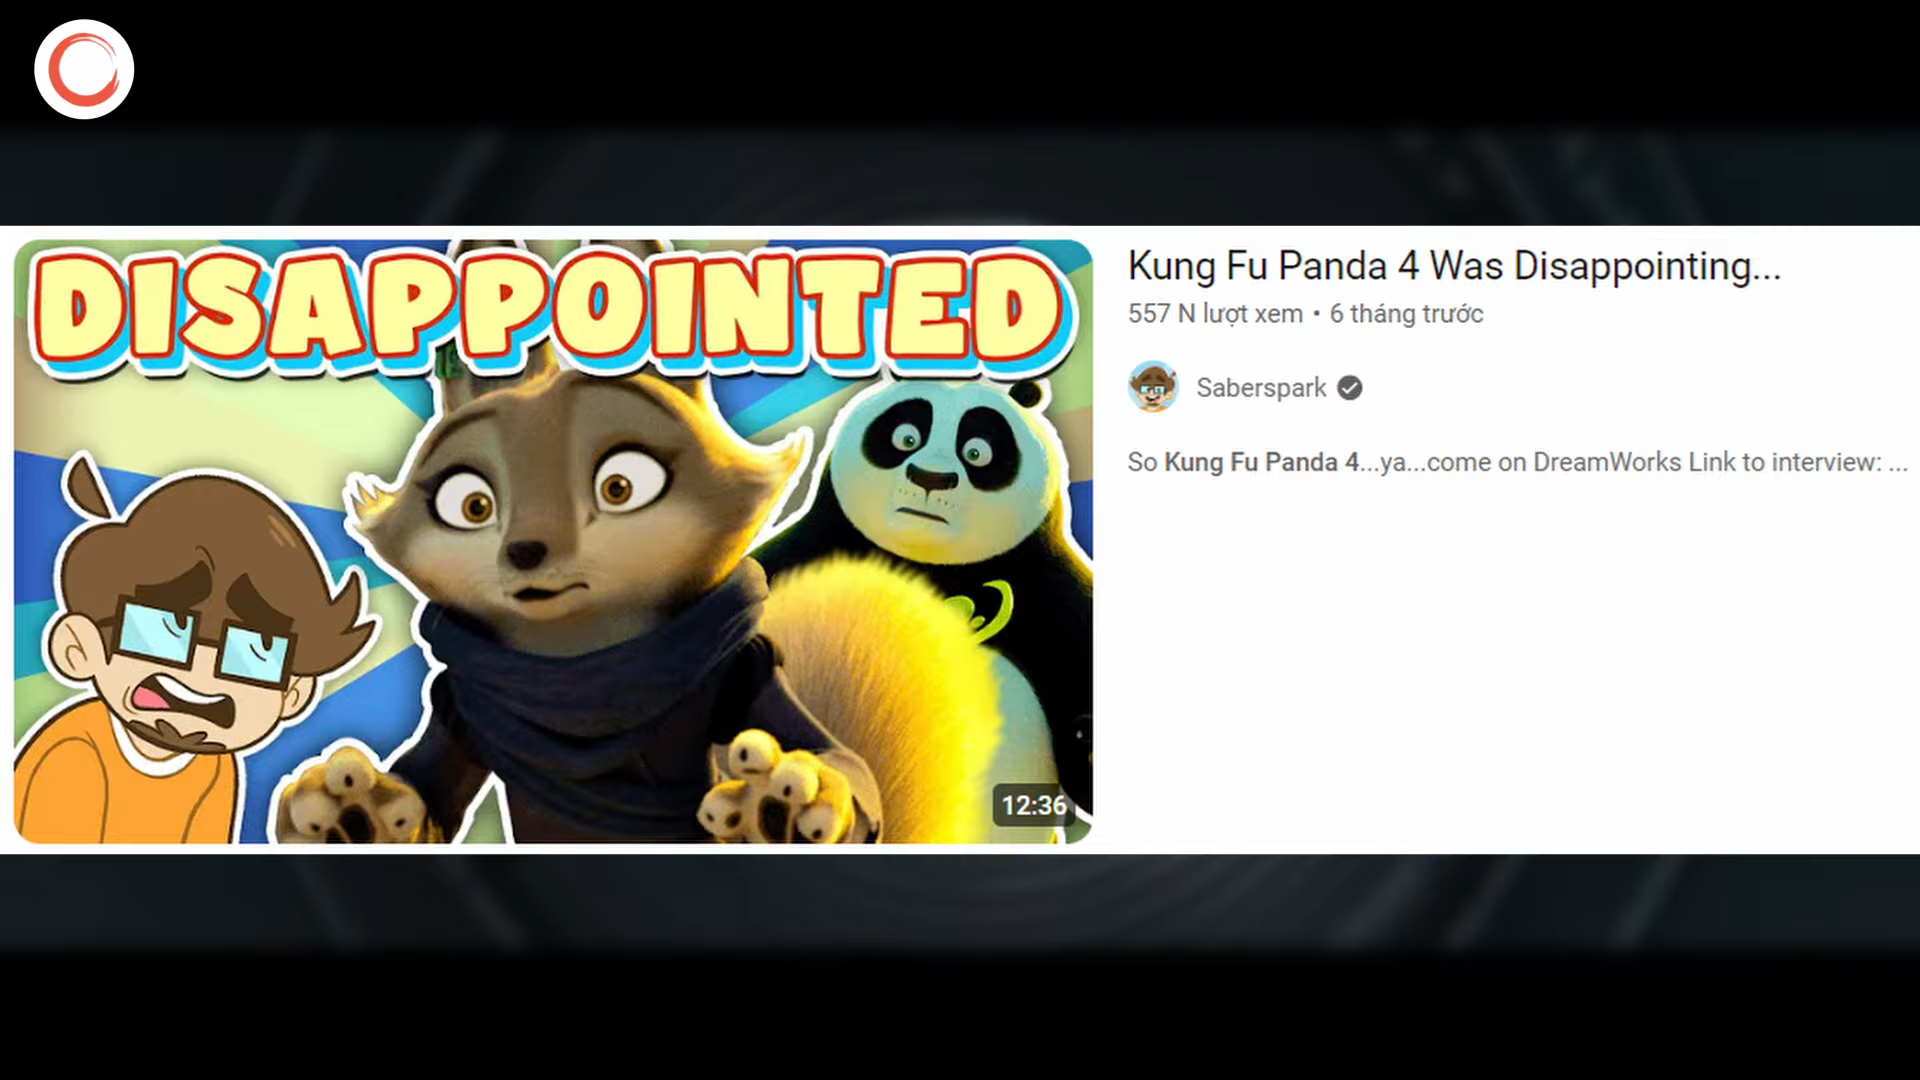 DISAPPOINTED
12:36
Kung Fu Panda 4 Was Disappointing...
557 N lượt xem • 6 tháng trước
Saberspark
So Kung Fu Panda 4...ya...come on DreamWorks Link to interview: ...